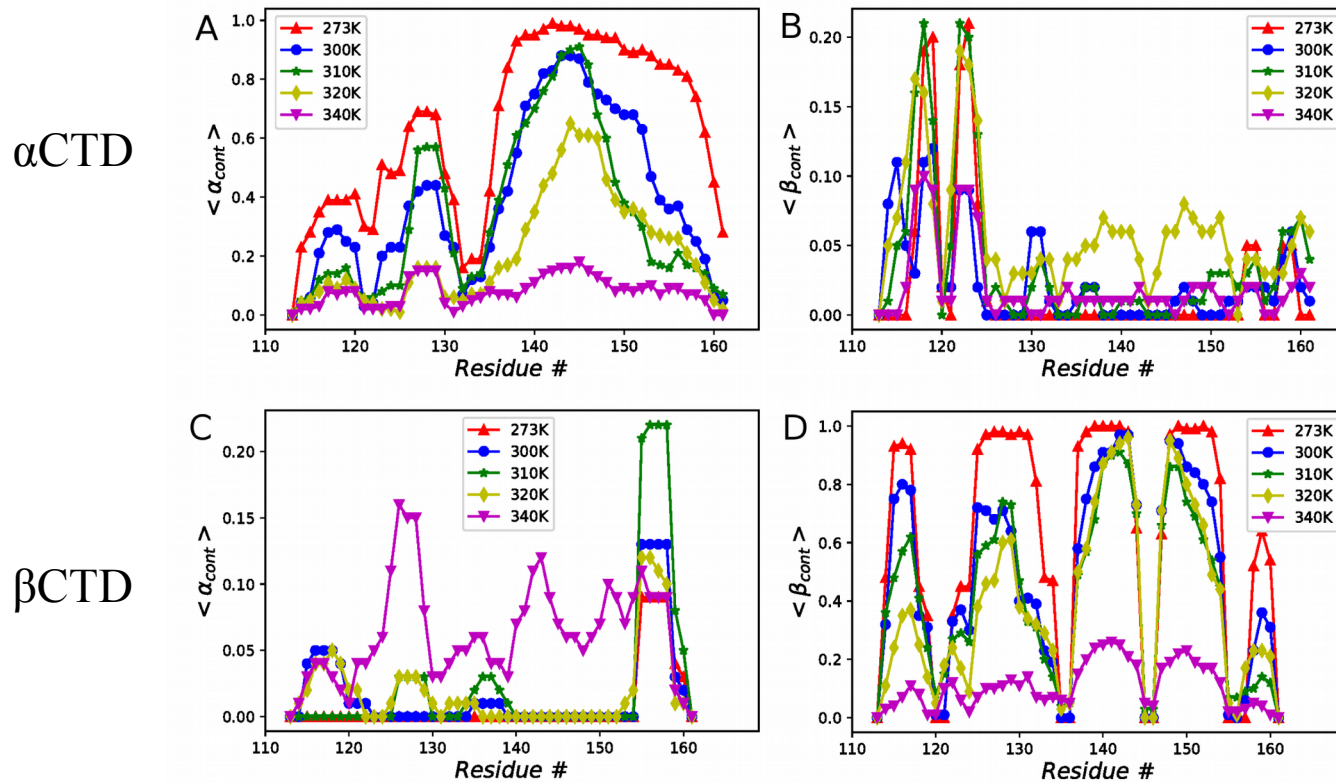 αCTD
A
273K
300K
310K
320K
340K
< α_cont >
1.0
0.8
0.6
0.4
0.2
0.0
110 120 130 140 150 160
Residue #
B
273K
300K
310K
320K
340K
< β_cont >
0.20
0.15
0.10
0.05
0.00
110 120 130 140 150 160
Residue #
βCTD
C
273K
300K
310K
320K
340K
< α_cont >
0.20
0.15
0.10
0.05
0.00
110 120 130 140 150 160
Residue #
D
273K
300K
310K
320K
340K
< β_cont >
1.0
0.8
0.6
0.4
0.2
0.0
110 120 130 140 150 160
Residue #